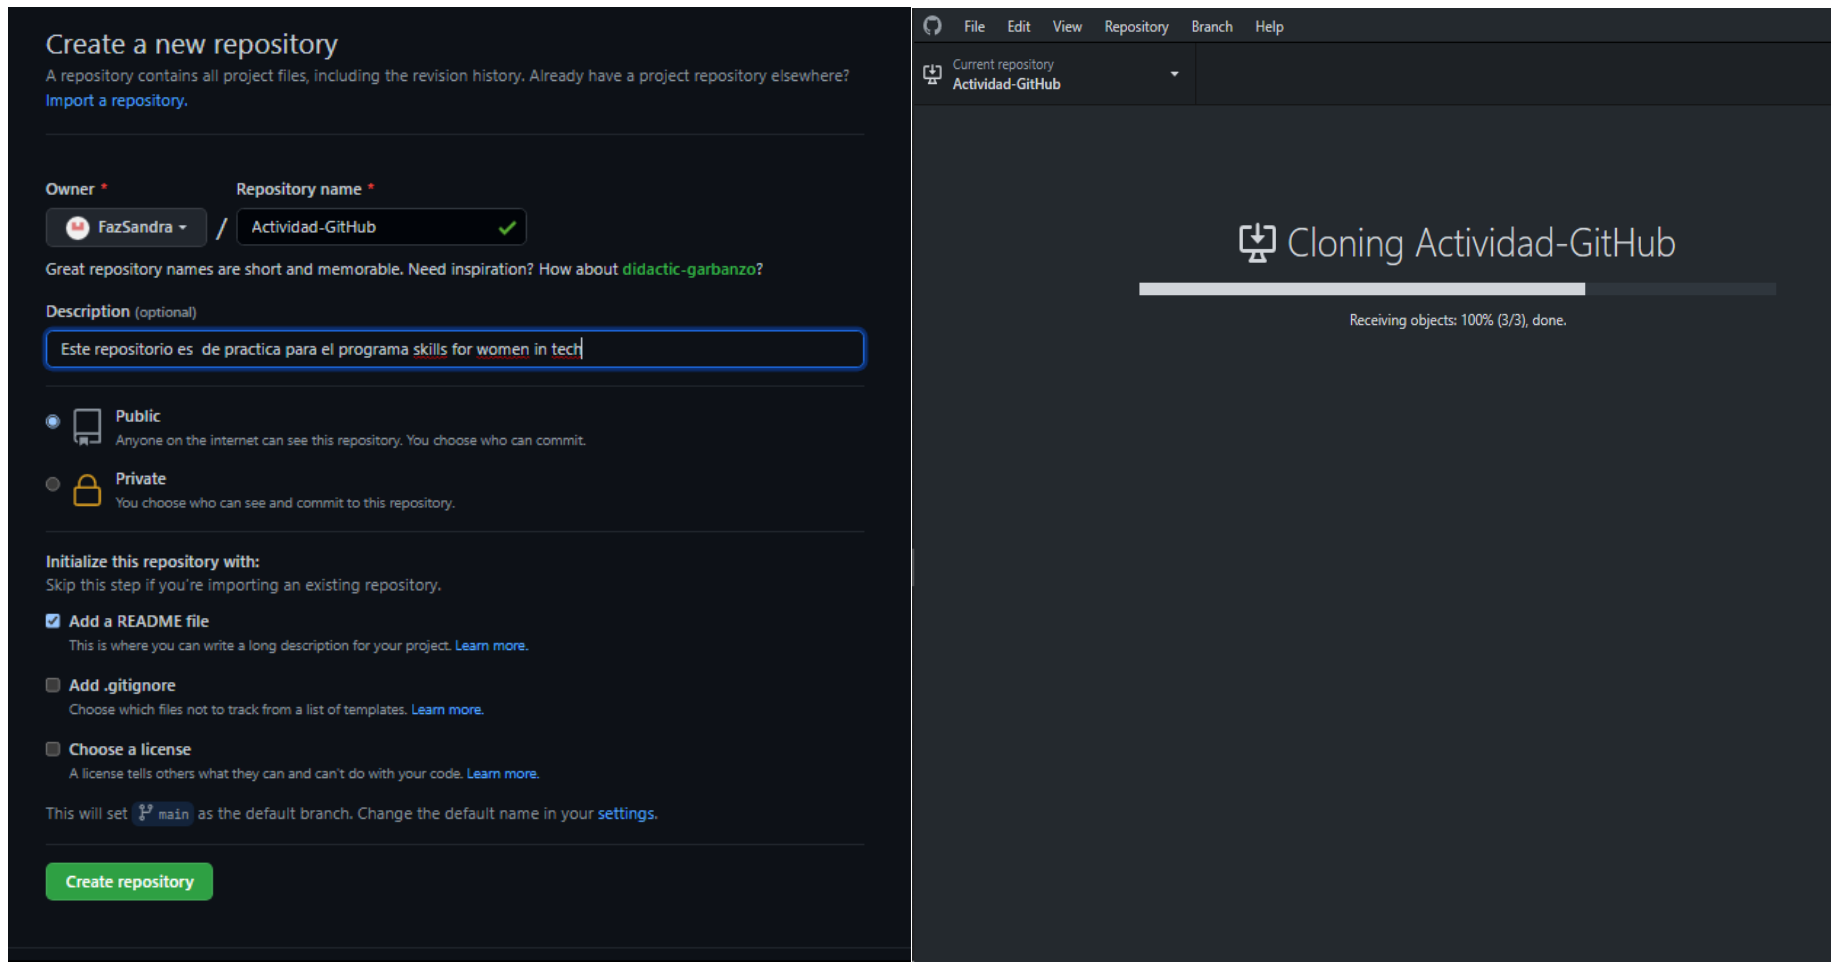 Create a new repository
A repository contains all project files, including the revision history. Already have a project repository elsewhere?
Import a repository.
Owner *
Repository name *
FazSandra
/
Actividad-GitHub
Great repository names are short and memorable. Need inspiration? How about didactic-garbanzo?
Description (optional)
Este repositorio es  de practica para el programa skills for women in tech
Public
Anyone on the internet can see this repository. You choose who can commit.
Private
You choose who can see and commit to this repository.
Initialize this repository with:
Skip this step if you're importing an existing repository.
Add a README file
This is where you can write a long description for your project. Learn more.
Add .gitignore
Choose which files not to track from a list of templates. Learn more.
Choose a license
A license tells others what they can and can't do with your code. Learn more.
This will set main as the default branch. Change the default name in your settings.
Create repository
File Edit View Repository Branch Help
Current repository
Actividad-GitHub
Cloning Actividad-GitHub
Receiving objects: 100% (3/3), done.